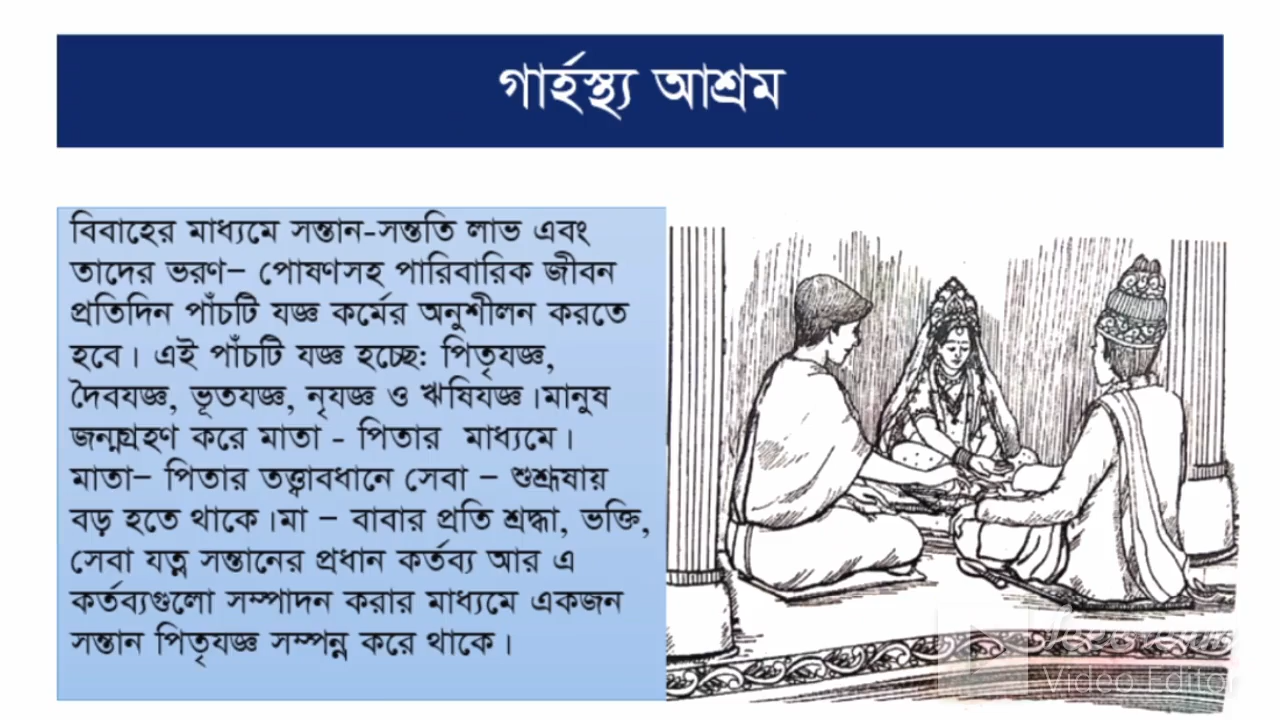 গার্হস্থ্য আশ্রম
বিবাহের মাধ্যমে সন্তান-সন্ততি লাভ এবং
তাদের ভরণ– পোষণসহ পারিবারিক জীবন
প্রতিদিন পাঁচটি যজ্ঞ কর্মের অনুশীলন করতে
হবে। এই পাঁচটি যজ্ঞ হচ্ছে: পিতৃযজ্ঞ,
দৈবযজ্ঞ, ভূতযজ্ঞ, নৃযজ্ঞ ও ঋষিযজ্ঞ।মানুষ
জন্মগ্রহণ করে মাতা - পিতার মাধ্যমে।
মাতা– পিতার তত্ত্বাবধানে সেবা – শুশ্রূষায়
বড় হতে থাকে।মা – বাবার প্রতি শ্রদ্ধা, ভক্তি,
সেবা যত্ন সন্তানের প্রধান কর্তব্য আর এ
কর্তব্যগুলো সম্পাদন করার মাধ্যমে একজন
সন্তান পিতৃযজ্ঞ সম্পন্ন করে থাকে।
Video Editor